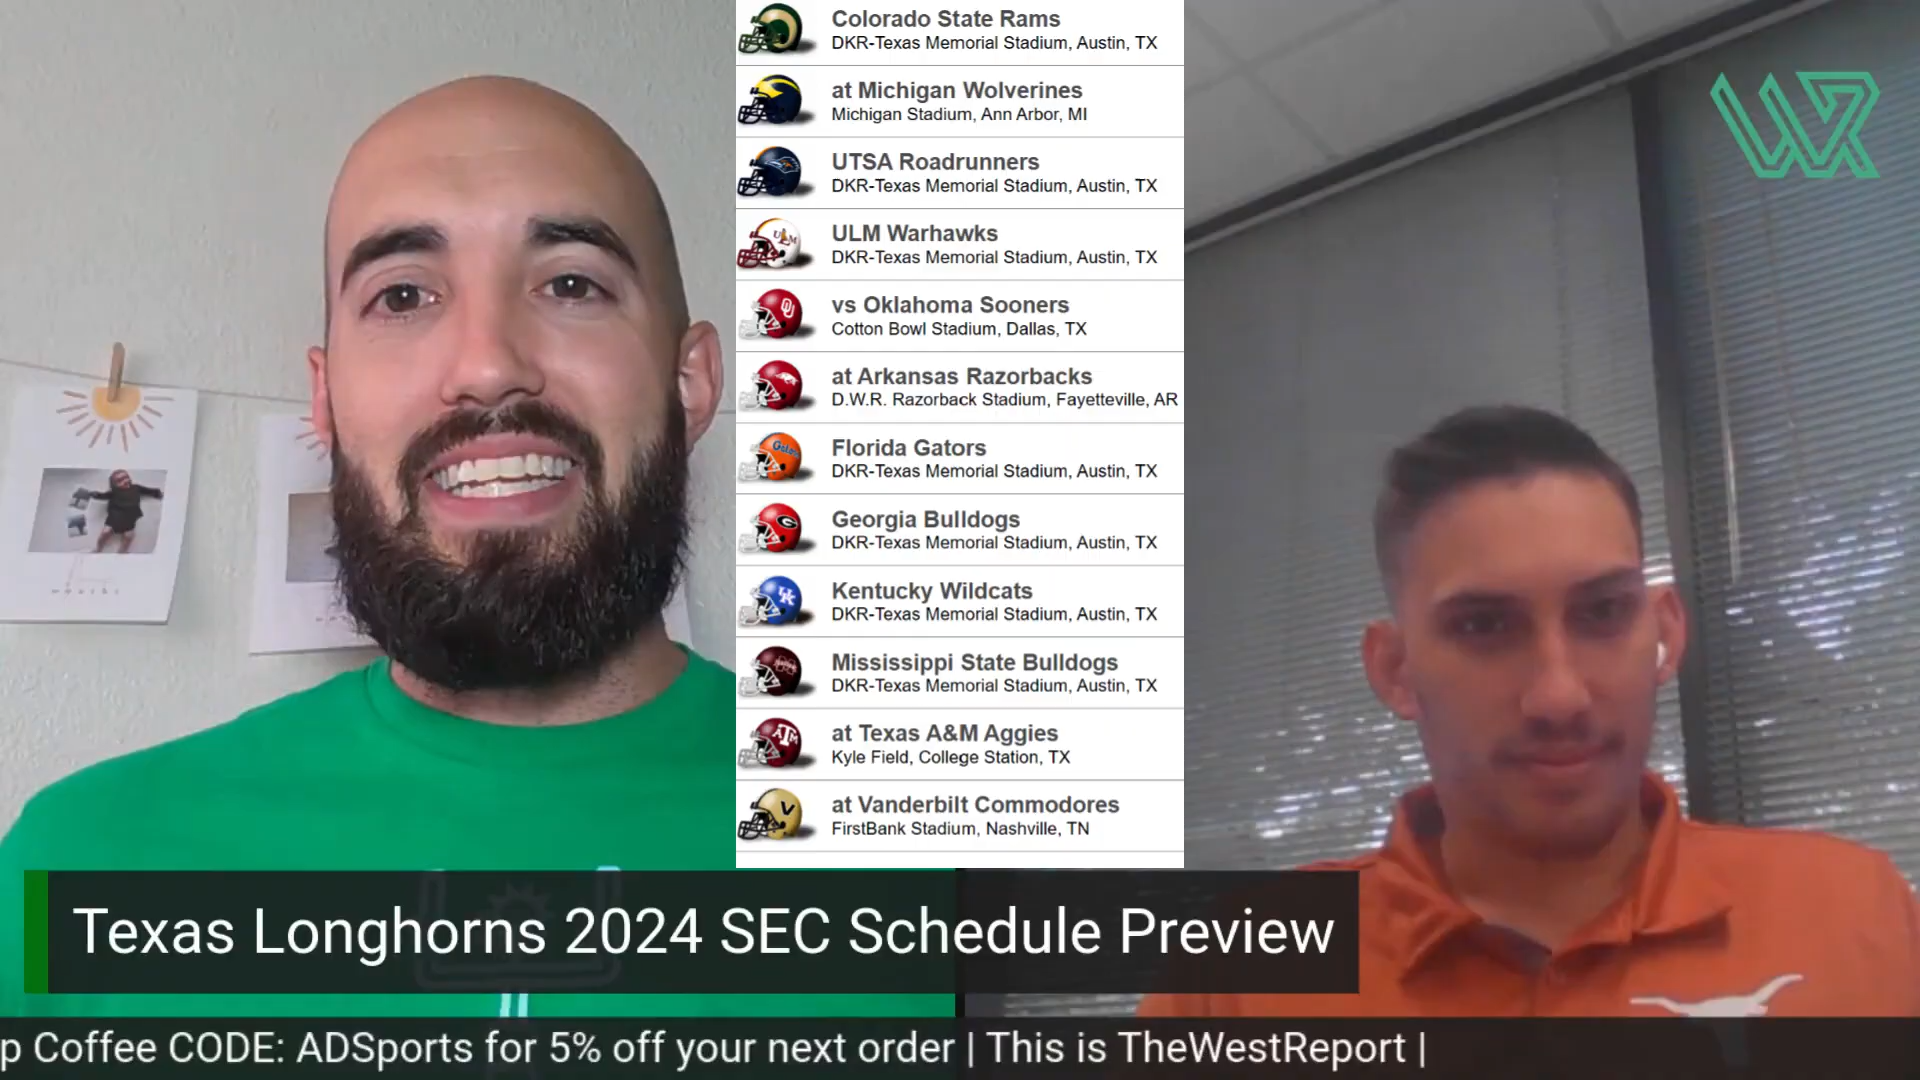 Colorado State Rams
DKR-Texas Memorial Stadium, Austin, TX
at Michigan Wolverines
Michigan Stadium, Ann Arbor, MI
UTSA Roadrunners
DKR-Texas Memorial Stadium, Austin, TX
ULM
ULM Warhawks
DKR-Texas Memorial Stadium, Austin, TX
OU
vs Oklahoma Sooners
Cotton Bowl Stadium, Dallas, TX
at Arkansas Razorbacks
D.W.R. Razorback Stadium, Fayetteville, AR
Gators
Florida Gators
DKR-Texas Memorial Stadium, Austin, TX
G
Georgia Bulldogs
DKR-Texas Memorial Stadium, Austin, TX
UK
Kentucky Wildcats
DKR-Texas Memorial Stadium, Austin, TX
Mississippi State Bulldogs
DKR-Texas Memorial Stadium, Austin, TX
ATM
at Texas A&M Aggies
Kyle Field, College Station, TX
V
at Vanderbilt Commodores
FirstBank Stadium, Nashville, TN
WR
Texas Longhorns 2024 SEC Schedule Preview
p Coffee CODE: ADSports for 5% off your next order | This is TheWestReport |